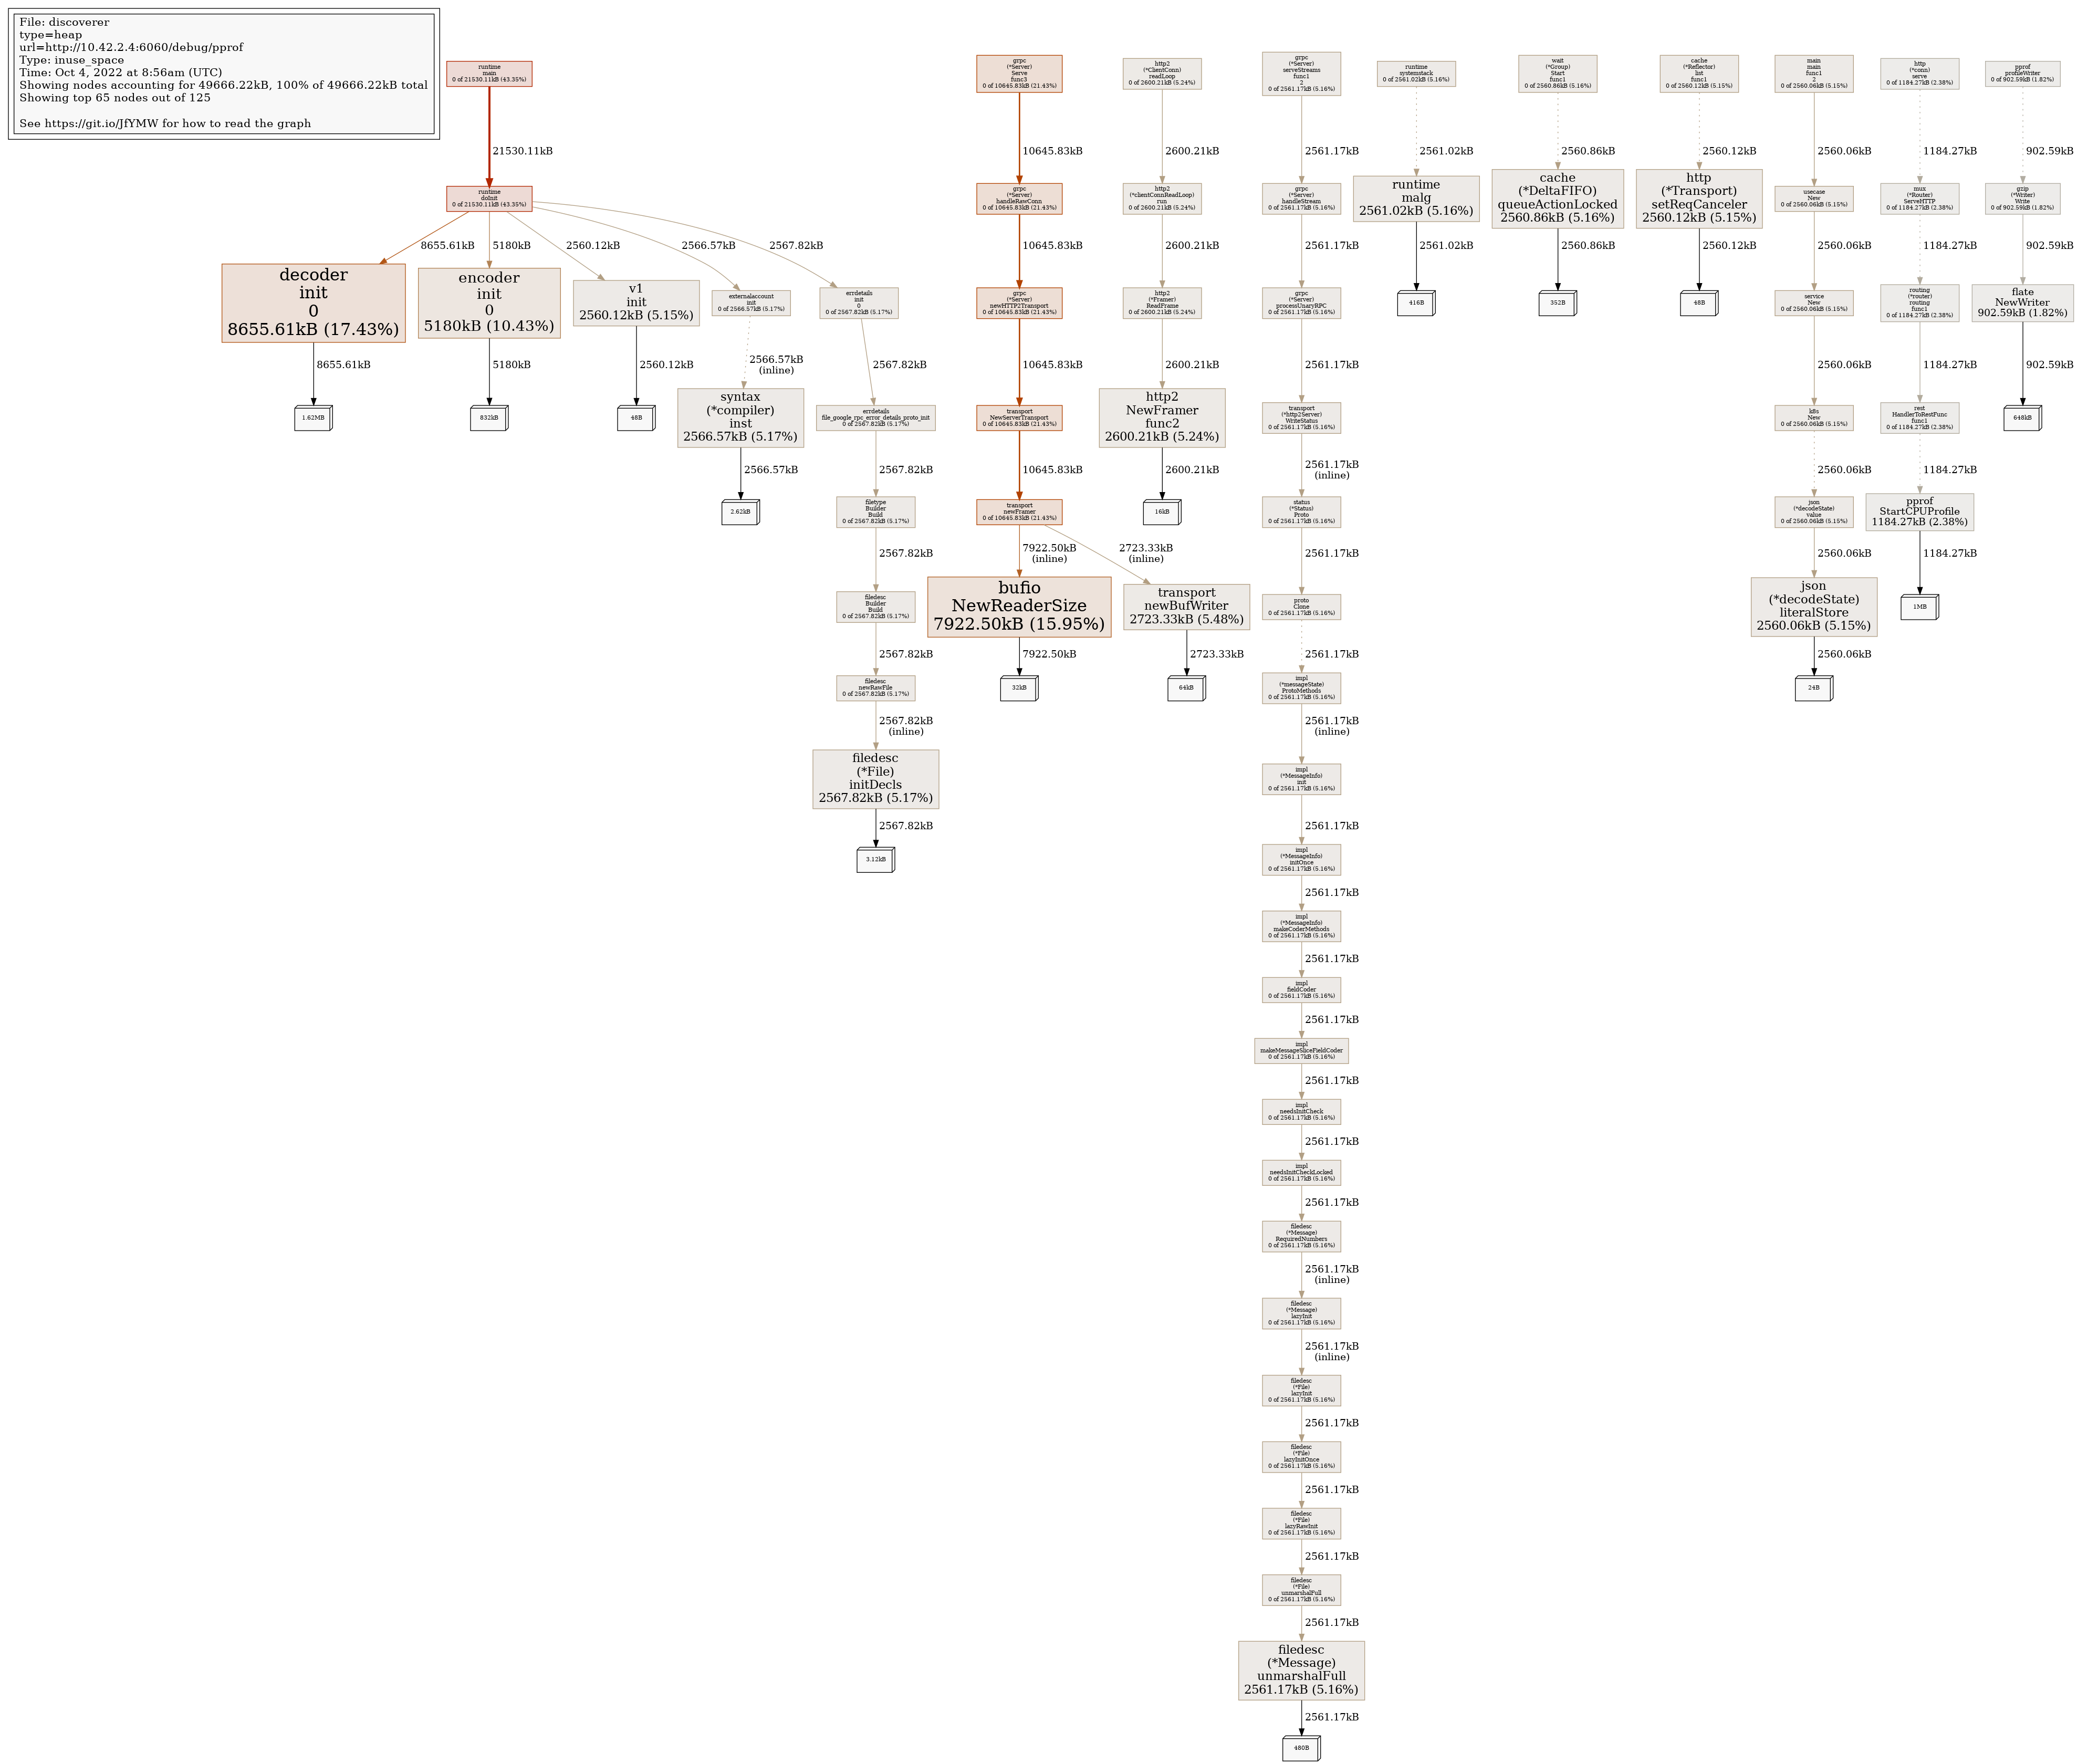 File: discoverer
type=heap
url=http://10.42.2.4:6060/debug/pprof
Type: inuse_space
Time: Oct 4, 2022 at 8:56am (UTC)
Showing nodes accounting for 49666.22kB, 100% of 49666.22kB total
Showing top 65 nodes out of 125
See https://git.io/JfYMW for how to read the graph
runtime
main
0 of 21530.11kB (43.35%)
21530.11kB
runtime
doInit
0 of 21530.11kB (43.35%)
8655.61kB
5180kB
2560.12kB
2566.57kB
2567.82kB
decoder
init
0
8655.61kB (17.43%)
8655.61kB
1.62MB
encoder
init
0
5180kB (10.43%)
5180kB
832kB
v1
init
2560.12kB (5.15%)
2560.12kB
48B
externalaccount
init
0 of 2566.57kB (5.17%)
2566.57kB
(inline)
syntax
(*compiler)
inst
2566.57kB (5.17%)
2566.57kB
2.62kB
errdetails
init
0
0 of 2567.82kB (5.17%)
2567.82kB
errdetails
file_google_rpc_error_details_proto_init
0 of 2567.82kB (5.17%)
2567.82kB
filetype
Builder
Build
0 of 2567.82kB (5.17%)
2567.82kB
filedesc
Builder
Build
0 of 2567.82kB (5.17%)
2567.82kB
filedesc
newRawFile
0 of 2567.82kB (5.17%)
2567.82kB
(inline)
filedesc
(*File)
initDecls
2567.82kB (5.17%)
2567.82kB
3.12kB
grpc
(*Server)
Serve
func3
0 of 10645.83kB (21.43%)
10645.83kB
grpc
(*Server)
handleRawConn
0 of 10645.83kB (21.43%)
10645.83kB
grpc
(*Server)
newHTTP2Transport
0 of 10645.83kB (21.43%)
10645.83kB
transport
NewServerTransport
0 of 10645.83kB (21.43%)
10645.83kB
transport
newFramer
0 of 10645.83kB (21.43%)
7922.50kB
(inline)
2723.33kB
(inline)
bufio
NewReaderSize
7922.50kB (15.95%)
7922.50kB
32kB
transport
newBufWriter
2723.33kB (5.48%)
2723.33kB
64kB
http2
(*ClientConn)
readLoop
0 of 2600.21kB (5.24%)
2600.21kB
http2
(*clientConnReadLoop)
run
0 of 2600.21kB (5.24%)
2600.21kB
http2
(*Framer)
ReadFrame
0 of 2600.21kB (5.24%)
2600.21kB
http2
NewFramer
func2
2600.21kB (5.24%)
2600.21kB
16kB
grpc
(*Server)
serveStreams
func1
2
0 of 2561.17kB (5.16%)
2561.17kB
grpc
(*Server)
handleStream
0 of 2561.17kB (5.16%)
2561.17kB
grpc
(*Server)
processUnaryRPC
0 of 2561.17kB (5.16%)
2561.17kB
transport
(*http2Server)
WriteStatus
0 of 2561.17kB (5.16%)
2561.17kB
(inline)
status
(*Status)
Proto
0 of 2561.17kB (5.16%)
2561.17kB
proto
Clone
0 of 2561.17kB (5.16%)
2561.17kB
impl
(*messageState)
ProtoMethods
0 of 2561.17kB (5.16%)
2561.17kB
(inline)
impl
(*MessageInfo)
init
0 of 2561.17kB (5.16%)
2561.17kB
impl
(*MessageInfo)
initOnce
0 of 2561.17kB (5.16%)
2561.17kB
impl
(*MessageInfo)
makeCoderMethods
0 of 2561.17kB (5.16%)
2561.17kB
impl
fieldCoder
0 of 2561.17kB (5.16%)
2561.17kB
impl
makeMessageSliceFieldCoder
0 of 2561.17kB (5.16%)
2561.17kB
impl
needsInitCheck
0 of 2561.17kB (5.16%)
2561.17kB
impl
needsInitCheckLocked
0 of 2561.17kB (5.16%)
2561.17kB
filedesc
(*Message)
RequiredNumbers
0 of 2561.17kB (5.16%)
2561.17kB
(inline)
filedesc
(*Message)
lazyInit
0 of 2561.17kB (5.16%)
2561.17kB
(inline)
filedesc
(*File)
lazyInit
0 of 2561.17kB (5.16%)
2561.17kB
filedesc
(*File)
lazyInitOnce
0 of 2561.17kB (5.16%)
2561.17kB
filedesc
(*File)
lazyRawInit
0 of 2561.17kB (5.16%)
2561.17kB
filedesc
(*File)
unmarshalFull
0 of 2561.17kB (5.16%)
2561.17kB
filedesc
(*Message)
unmarshalFull
2561.17kB (5.16%)
2561.17kB
480B
runtime
systemstack
0 of 2561.02kB (5.16%)
2561.02kB
runtime
malg
2561.02kB (5.16%)
2561.02kB
416B
wait
(*Group)
Start
func1
0 of 2560.86kB (5.16%)
2560.86kB
cache
(*DeltaFIFO)
queueActionLocked
2560.86kB (5.16%)
2560.86kB
352B
cache
(*Reflector)
list
func1
0 of 2560.12kB (5.15%)
2560.12kB
http
(*Transport)
setReqCanceler
2560.12kB (5.15%)
2560.12kB
48B
main
main
func1
2
0 of 2560.06kB (5.15%)
2560.06kB
usecase
New
0 of 2560.06kB (5.15%)
2560.06kB
service
New
0 of 2560.06kB (5.15%)
2560.06kB
k8s
New
0 of 2560.06kB (5.15%)
2560.06kB
json
(*decodeState)
value
0 of 2560.06kB (5.15%)
2560.06kB
json
(*decodeState)
literalStore
2560.06kB (5.15%)
2560.06kB
24B
http
(*conn)
serve
0 of 1184.27kB (2.38%)
1184.27kB
mux
(*Router)
ServeHTTP
0 of 1184.27kB (2.38%)
1184.27kB
routing
(*router)
routing
func1
0 of 1184.27kB (2.38%)
1184.27kB
rest
HandlerToRestFunc
func1
0 of 1184.27kB (2.38%)
1184.27kB
pprof
StartCPUProfile
1184.27kB (2.38%)
1184.27kB
1MB
pprof
profileWriter
0 of 902.59kB (1.82%)
902.59kB
gzip
(*Writer)
Write
0 of 902.59kB (1.82%)
902.59kB
flate
NewWriter
902.59kB (1.82%)
902.59kB
648kB